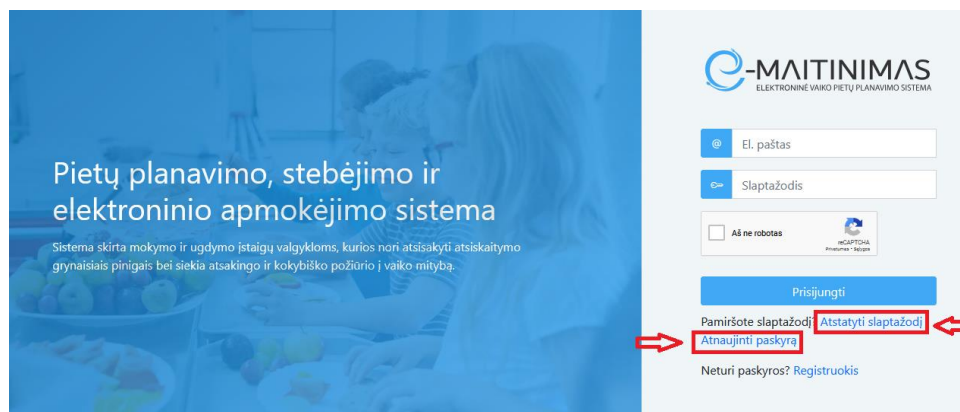 Pietų planavimo, stebėjimo ir
elektroninio apmokėjimo sistema
Sistema skirta mokymo ir ugdymo įstaigų valgykloms, kurios nori atsisakyti atsiskaitymo
grynaisiais pinigais bei siekia atsakingo ir kokybiško požiūrio į vaiko mitybą.
e-MAITINIMAS
ELEKTRONINĖ VAIKO PIETŲ PLANAVIMO SISTEMA
@ El. paštas
Slaptažodis
Aš ne robotas
reCAPTCHA
Privatumas - Sąlygos
Prisijungti
Pamiršote slaptažodį? Atstatyti slaptažodį
Atnaujinti paskyrą
Neturi paskyros? Registruokis